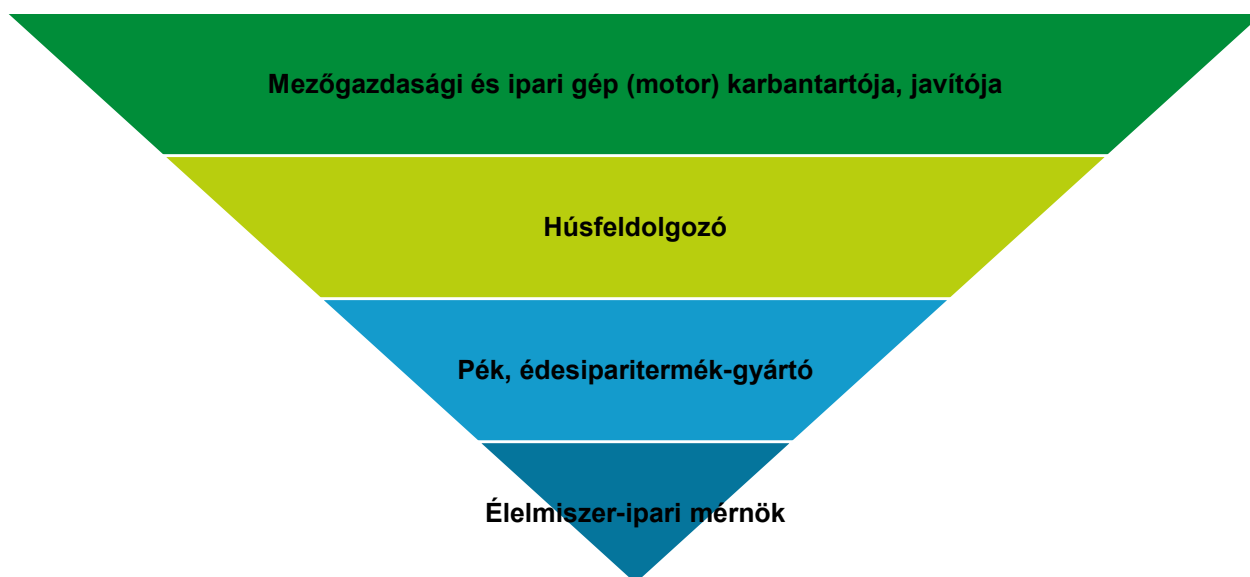 Mezőgazdasági és ipari gép (motor) karbantartója, javítója
Húsfeldolgozó
Pék, édesiparitermék-gyártó
Élelmiszer-ipari mérnök